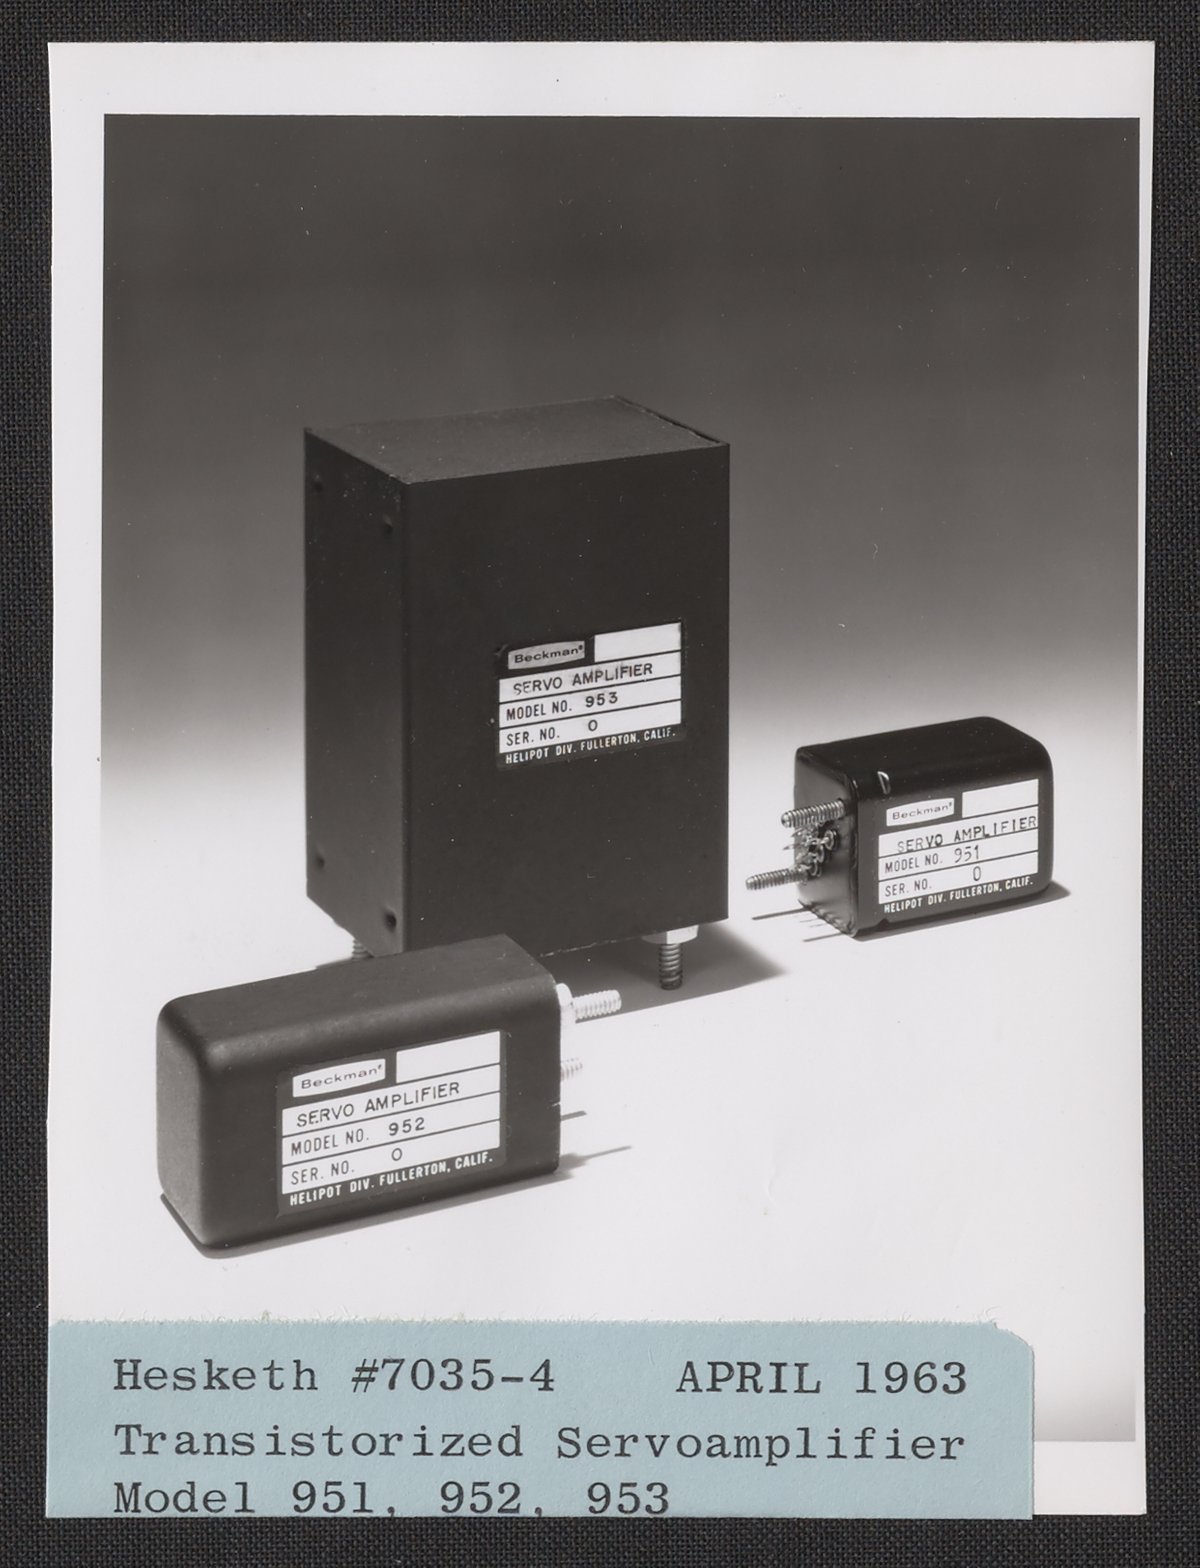 Beckman®
SERVO AMPLIFIER
MODEL NO. 953
SER. NO. 0
HELIPOT DIV. FULLERTON, CALIF.
Beckman®
SERVO AMPLIFIER
MODEL NO. 951
SER. NO. 0
HELIPOT DIV. FULLERTON, CALIF.
Beckman®
SERVO AMPLIFIER
MODEL NO. 952
SER. NO. 0
HELIPOT DIV. FULLERTON, CALIF.
Hesketh #7035-4 APRIL 1963
Transistorized Servoamplifier
Model 951, 952, 953